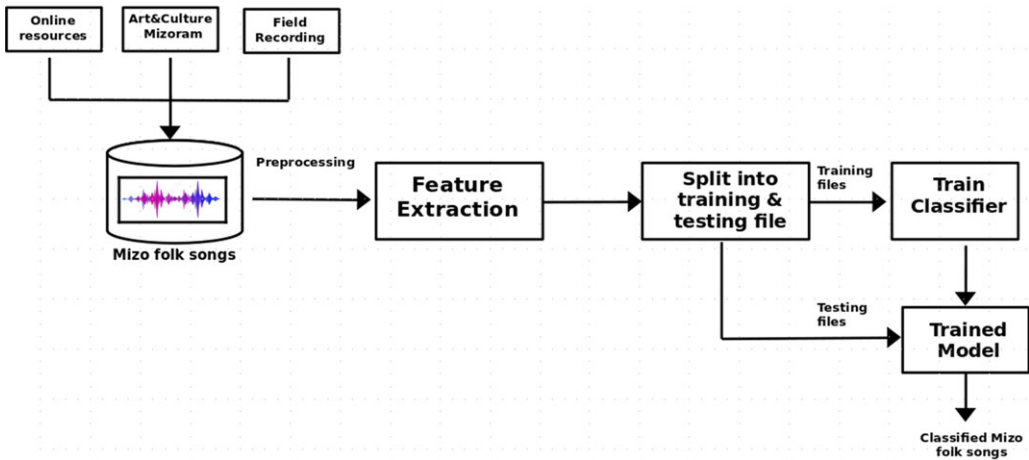 Online
resources
Art&Culture
Mizoram
Field
Recording
Mizo folk songs
Preprocessing
Feature
Extraction
Split into
training &
testing file
Training
files
Train
Classifier
Testing
files
Trained
Model
Classified Mizo
folk songs